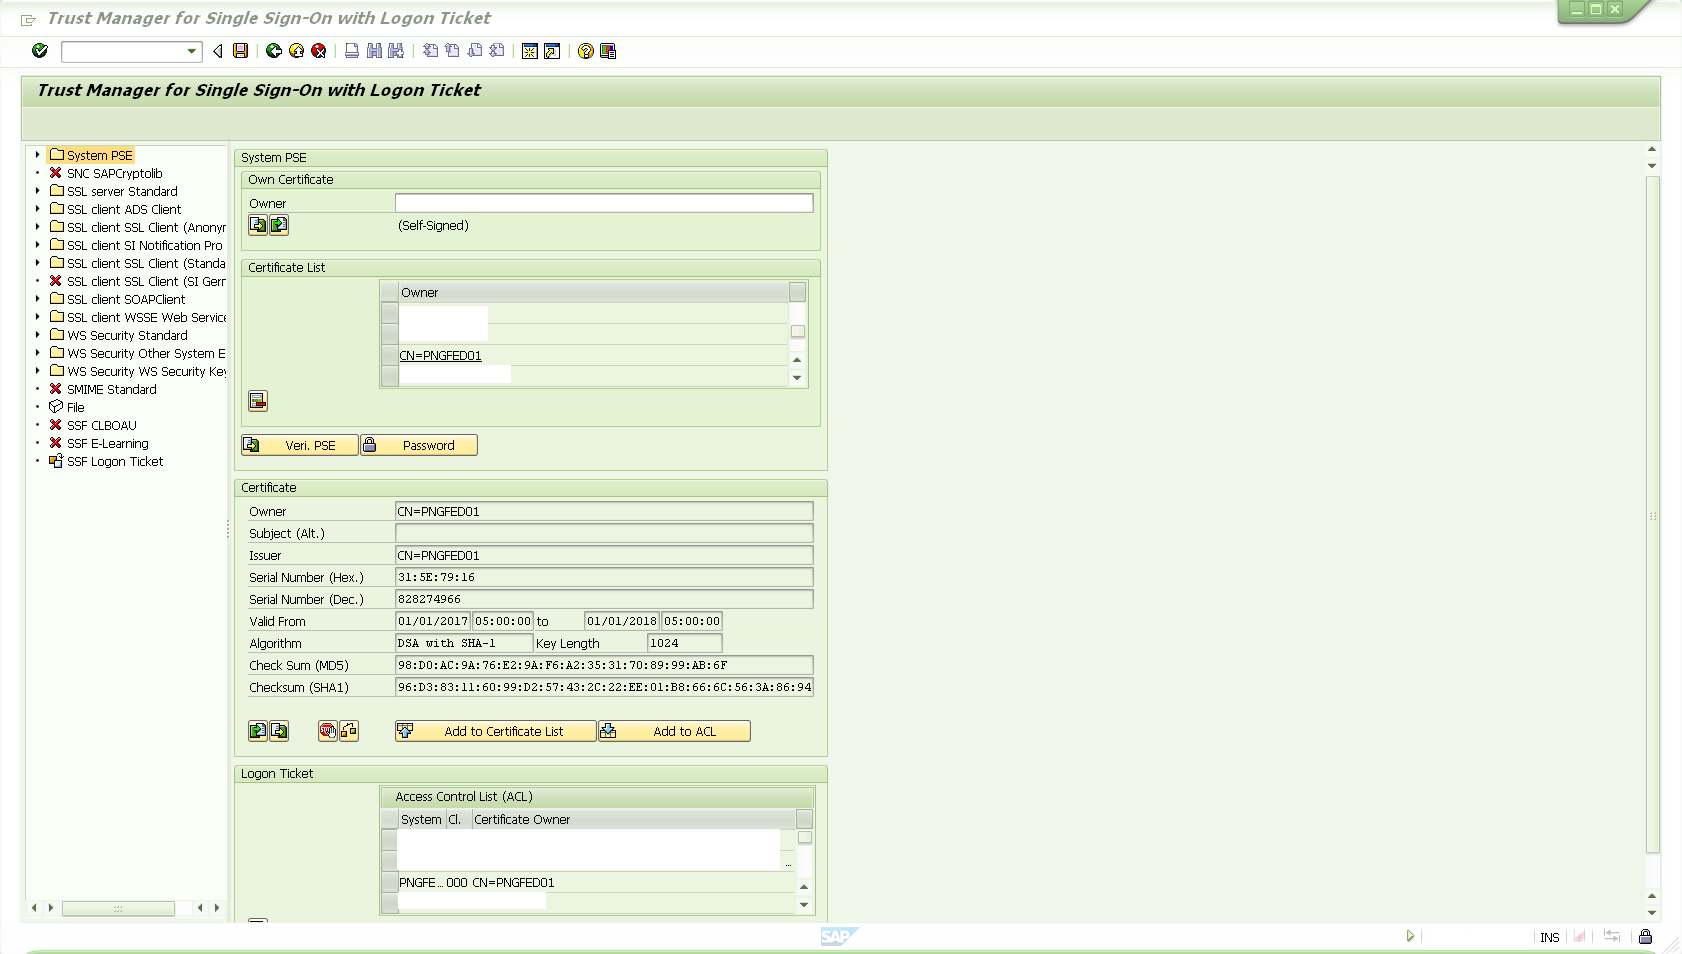 Trust Manager for Single Sign-On with Logon Ticket
Trust Manager for Single Sign-On with Logon Ticket
System PSE
SNC SAPCryptolib
SSL server Standard
SSL client ADS Client
SSL client SSL Client (Anonyr
SSL client SI Notification Pro
SSL client SSL Client (Standa
SSL client SSL Client (SI Gerr
SSL client SOAPClient
SSL client WSSE Web Service
WS Security Standard
WS Security Other System E
WS Security WS Security Key
SMIME Standard
File
SSF CLBOAU
SSF E-Learning
SSF Logon Ticket
System PSE
Own Certificate
Owner
(Self-Signed)
Certificate List
Owner
CN=PNGFED01
Veri. PSE Password
Certificate
Owner CN=PNGFED01
Subject (Alt.)
Issuer CN=PNGFED01
Serial Number (Hex.) 31:5E:79:16
Serial Number (Dec.) 828274966
Valid From 01/01/2017 05:00:00 to 01/01/2018 05:00:00
Algorithm DSA with SHA-1 Key Length 1024
Check Sum (MD5) 98:D0:AC:9A:76:E2:9A:F6:A2:35:31:70:89:99:AB:6F
Checksum (SHA1) 96:D3:83:11:60:99:D2:57:43:2C:22:EE:01:B8:66:6C:56:3A:86:94
Add to Certificate List Add to ACL
Logon Ticket
Access Control List (ACL)
System Cl. Certificate Owner
...
PNGFE... 000 CN=PNGFED01
SAP
INS